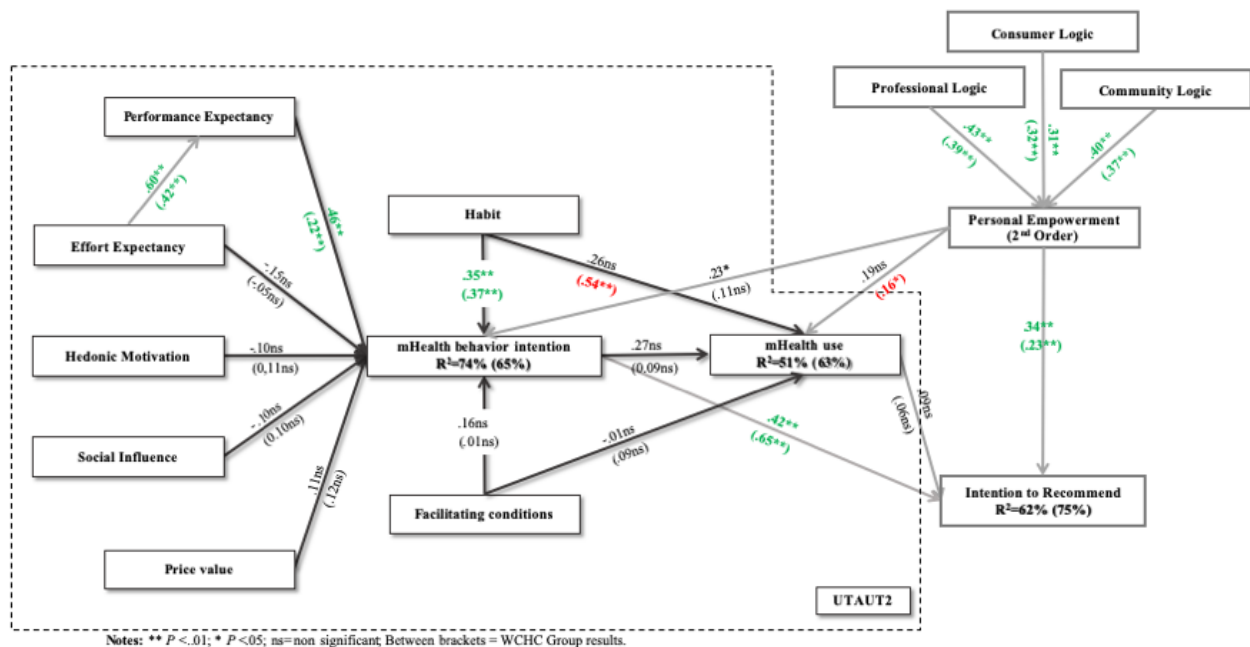 Consumer Logic
Professional Logic
Community Logic
.43**
(.39**)
.31**
(.32**)
.40**
(.37**)
Performance Expectancy
.60**
(.42**)
.46**
(.22**)
Habit
Personal Empowerment
(2nd Order)
Effort Expectancy
-.15ns
(-.05ns)
.35**
(.37**)
.26ns
(.54**)
.23*
(.11ns)
.19ns
(.16*)
.34**
(.23**)
Hedonic Motivation
-.10ns
(0,11ns)
mHealth behavior intention
R²=74% (65%)
.27ns
(0,09ns)
mHealth use
R²=51% (63%)
Social Influence
-.10ns
(0.10ns)
.16ns
(.01ns)
-.01ns
(.09ns)
.42**
(.65**)
.09ns
(.06ns)
Price value
.11ns
(.12ns)
Facilitating conditions
Intention to Recommend
R²=62% (75%)
UTAUT2
Notes: ** P <..01; * P <.05; ns=non significant; Between brackets = WCHC Group results.